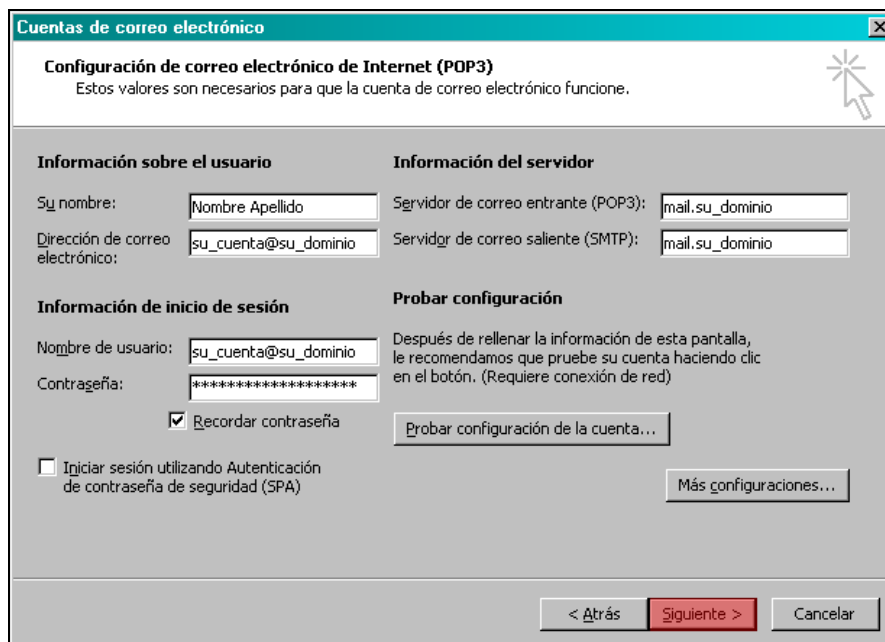 Cuentas de correo electrónico
Configuración de correo electrónico de Internet (POP3)
Estos valores son necesarios para que la cuenta de correo electrónico funcione.
Información sobre el usuario
Su nombre: Nombre Apellido
Dirección de correo
electrónico: su_cuenta@su_dominio
Información del servidor
Servidor de correo entrante (POP3): mail.su_dominio
Servidor de correo saliente (SMTP): mail.su_dominio
Información de inicio de sesión
Nombre de usuario: su_cuenta@su_dominio
Contraseña: *******************
Recordar contraseña
Iniciar sesión utilizando Autenticación
de contraseña de seguridad (SPA)
Probar configuración
Después de rellenar la información de esta pantalla,
le recomendamos que pruebe su cuenta haciendo clic
en el botón. (Requiere conexión de red)
Probar configuración de la cuenta...
Más configuraciones...
< Atrás
Siguiente >
Cancelar